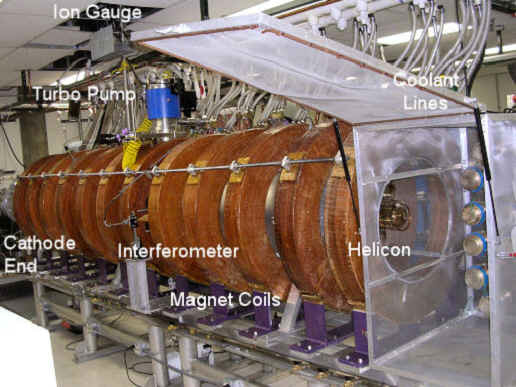 Ion Gauge
Turbo Pump
Coolant
Lines
Cathode
End
Interferometer
Helicon
Magnet Coils